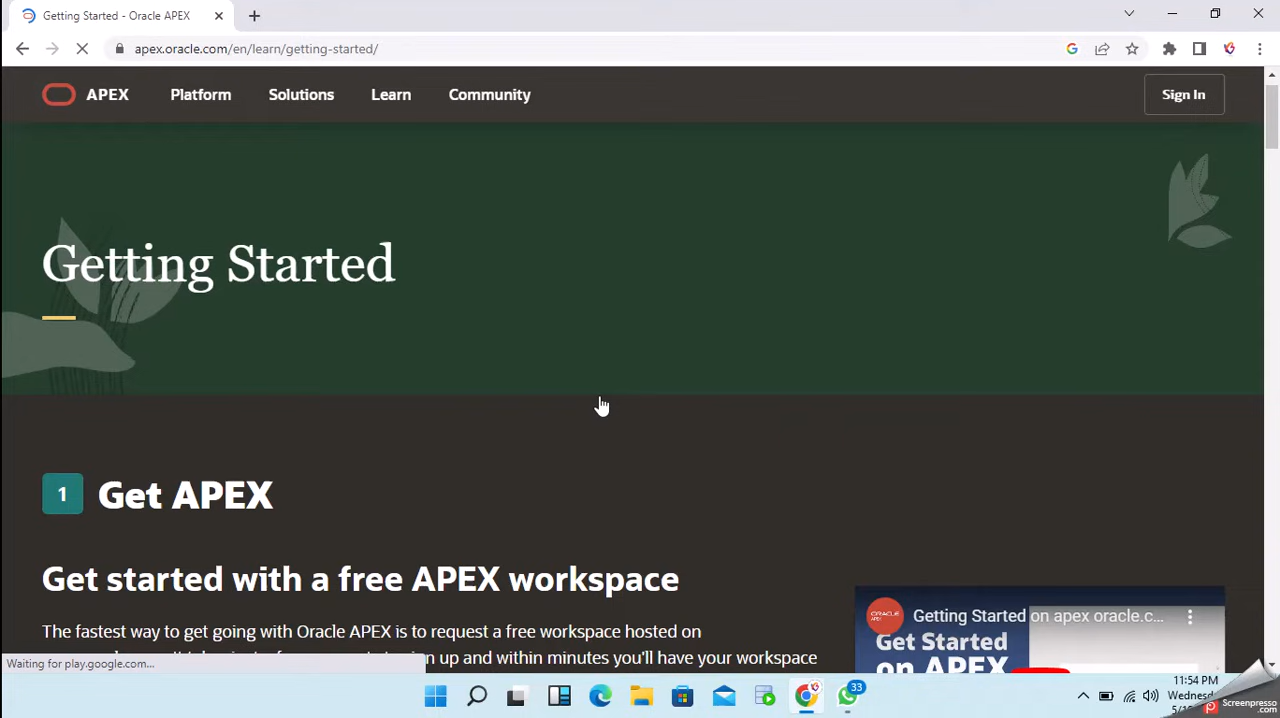 Getting Started - Oracle APEX
apex.oracle.com/en/learn/getting-started/
APEX Platform Solutions Learn Community Sign In
Getting Started
1 Get APEX
Get started with a free APEX workspace
The fastest way to get going with Oracle APEX is to request a free workspace hosted on
up and within minutes you'll have your workspace
ORACLE
Getting Started on apex oracle.c...
Get Started
on APEX
Waiting for play.google.com...
33
11:54 PM
Wednesd
Screenpresso
.com